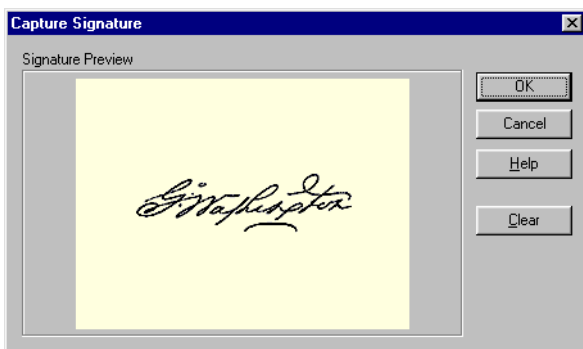 Capture Signature
Signature Preview
OK
Cancel
G:Washington
Help
Clear